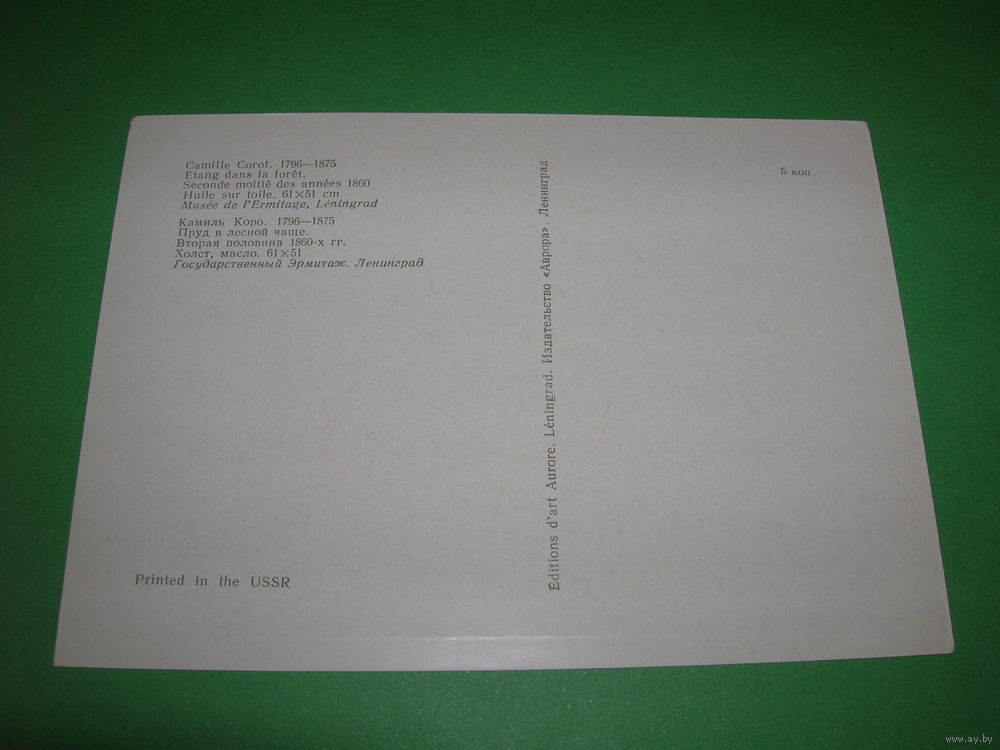 Camille Corot. 1796—1875
Etang dans la forêt.
Seconde moitié des années 1860
Huile sur toile. 61×51 cm
Musée de l'Ermitage, Léningrad
Камиль Коро. 1796—1875
Пруд в лесной чаще.
Вторая половина 1860-х гг.
Холст, масло. 61×51
Государственный Эрмитаж. Ленинград
Printed in the USSR
Éditions d'art Aurore. Léningrad. Издательство «Аврора». Ленинград
5 коп.
www.ay.by